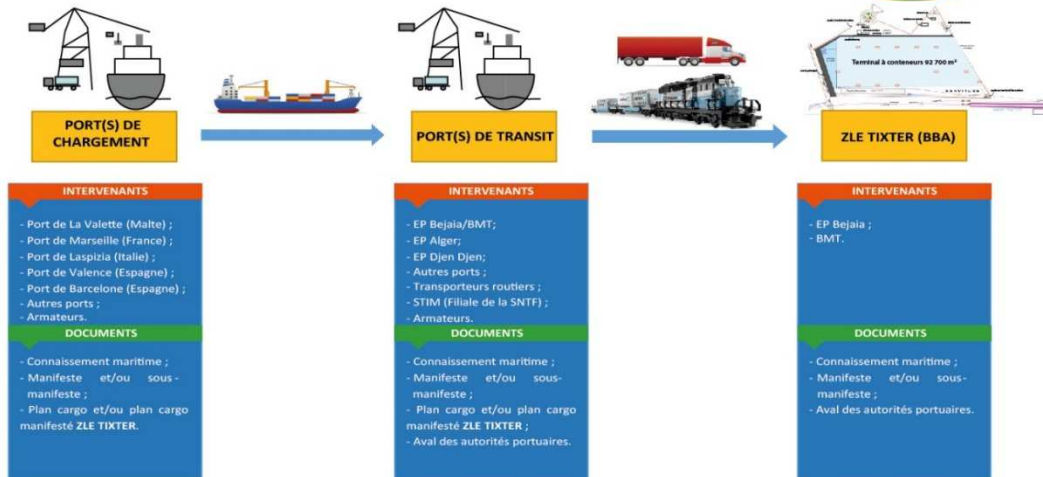 Terminal à conteneurs 92 700 m²
PORT(S) DE
CHARGEMENT
PORT(S) DE TRANSIT
ZLE TIXTER (BBA)
INTERVENANTS
- Port de La Valette (Malte) ;
- Port de Marseille (France) ;
- Port de Laspizia (Italie) ;
- Port de Valence (Espagne) ;
- Port de Barcelone (Espagne) ;
- Autres ports ;
- Armateurs.
DOCUMENTS
- Connaissement maritime ;
- Manifeste et/ou sous-
manifeste ;
- Plan cargo et/ou plan cargo
manifesté ZLE TIXTER.
INTERVENANTS
- EP Bejaia/BMT;
- EP Alger;
- EP Djen Djen;
- Autres ports ;
- Transporteurs routiers ;
- STIM (Filiale de la SNTF) ;
- Armateurs.
DOCUMENTS
- Connaissement maritime ;
- Manifeste et/ou sous-
manifeste ;
- Plan cargo et/ou plan cargo
manifesté ZLE TIXTER ;
- Aval des autorités portuaires.
INTERVENANTS
- EP Bejaia ;
- BMT.
DOCUMENTS
- Connaissement maritime ;
- Manifeste et/ou sous-
manifeste ;
- Aval des autorités portuaires.